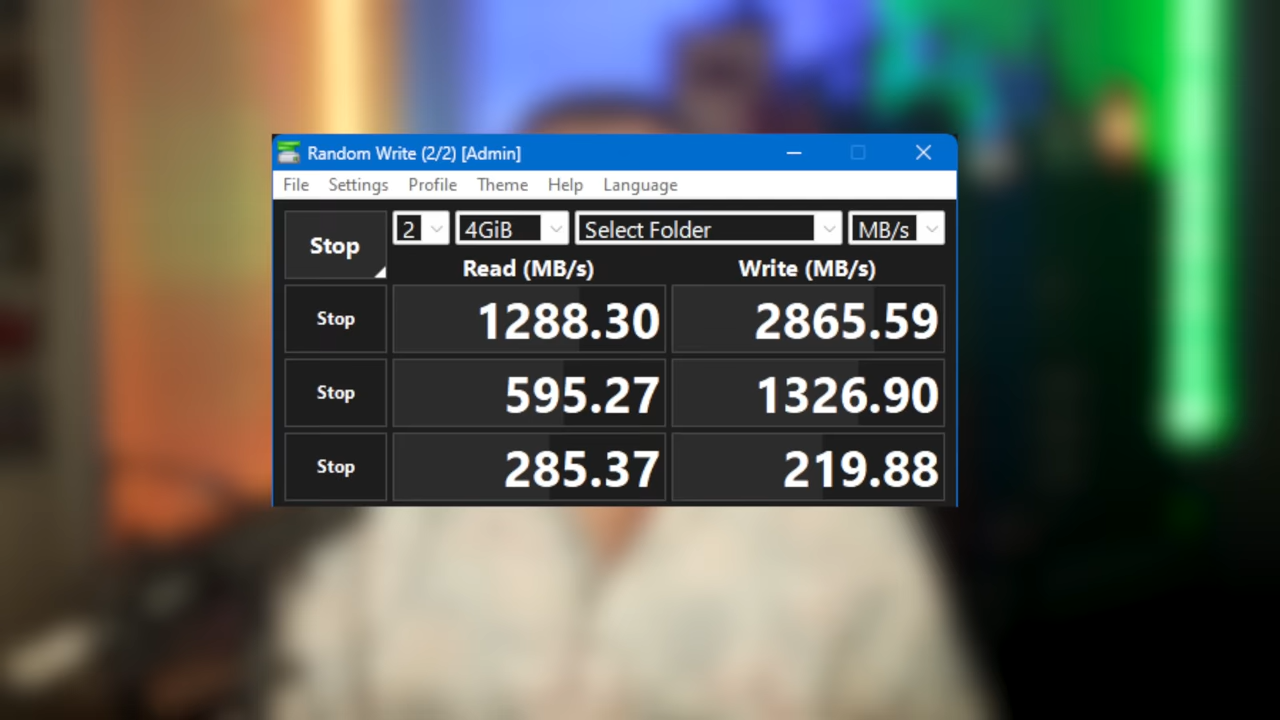 Random Write (2/2) [Admin]
File Settings Profile Theme Help Language
Stop 2 4GiB Select Folder MB/s
Read (MB/s) Write (MB/s)
Stop 1288.30 2865.59
Stop 595.27 1326.90
Stop 285.37 219.88